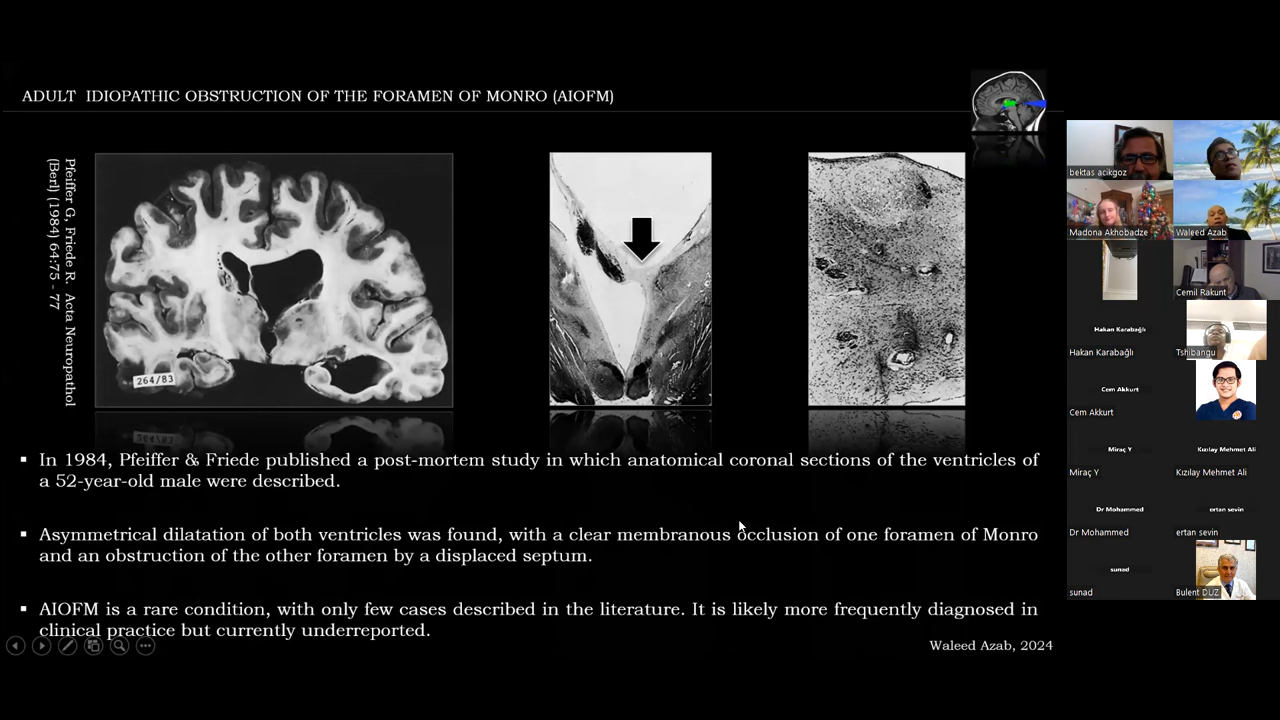 ADULT IDIOPATHIC OBSTRUCTION OF THE FORAMEN OF MONRO (AIOFM)
Pfeiffer G, Friede R. Acta Neuropathol
(Berl) (1984) 64:75 - 77
264/83
▪ In 1984, Pfeiffer & Friede published a post-mortem study in which anatomical coronal sections of the ventricles of
a 52-year-old male were described.
▪ Asymmetrical dilatation of both ventricles was found, with a clear membranous occlusion of one foramen of Monro
and an obstruction of the other foramen by a displaced septum.
▪ AIOFM is a rare condition, with only few cases described in the literature. It is likely more frequently diagnosed in
clinical practice but currently underreported.
Waleed Azab, 2024
bektas acikgoz
Madona Akhobadze
Waleed Azab
Cemil Rakunt
Hakan Karabağlı
Hakan Karabağlı
Tshibangu
Cem Akkurt
Cem Akkurt
Miraç Y
Kızılay Mehmet Ali
Miraç Y
Kızılay Mehmet Ali
Dr Mohammed
ertan sevin
Dr Mohammed
ertan sevin
sunad
sunad
Bulent DUZ